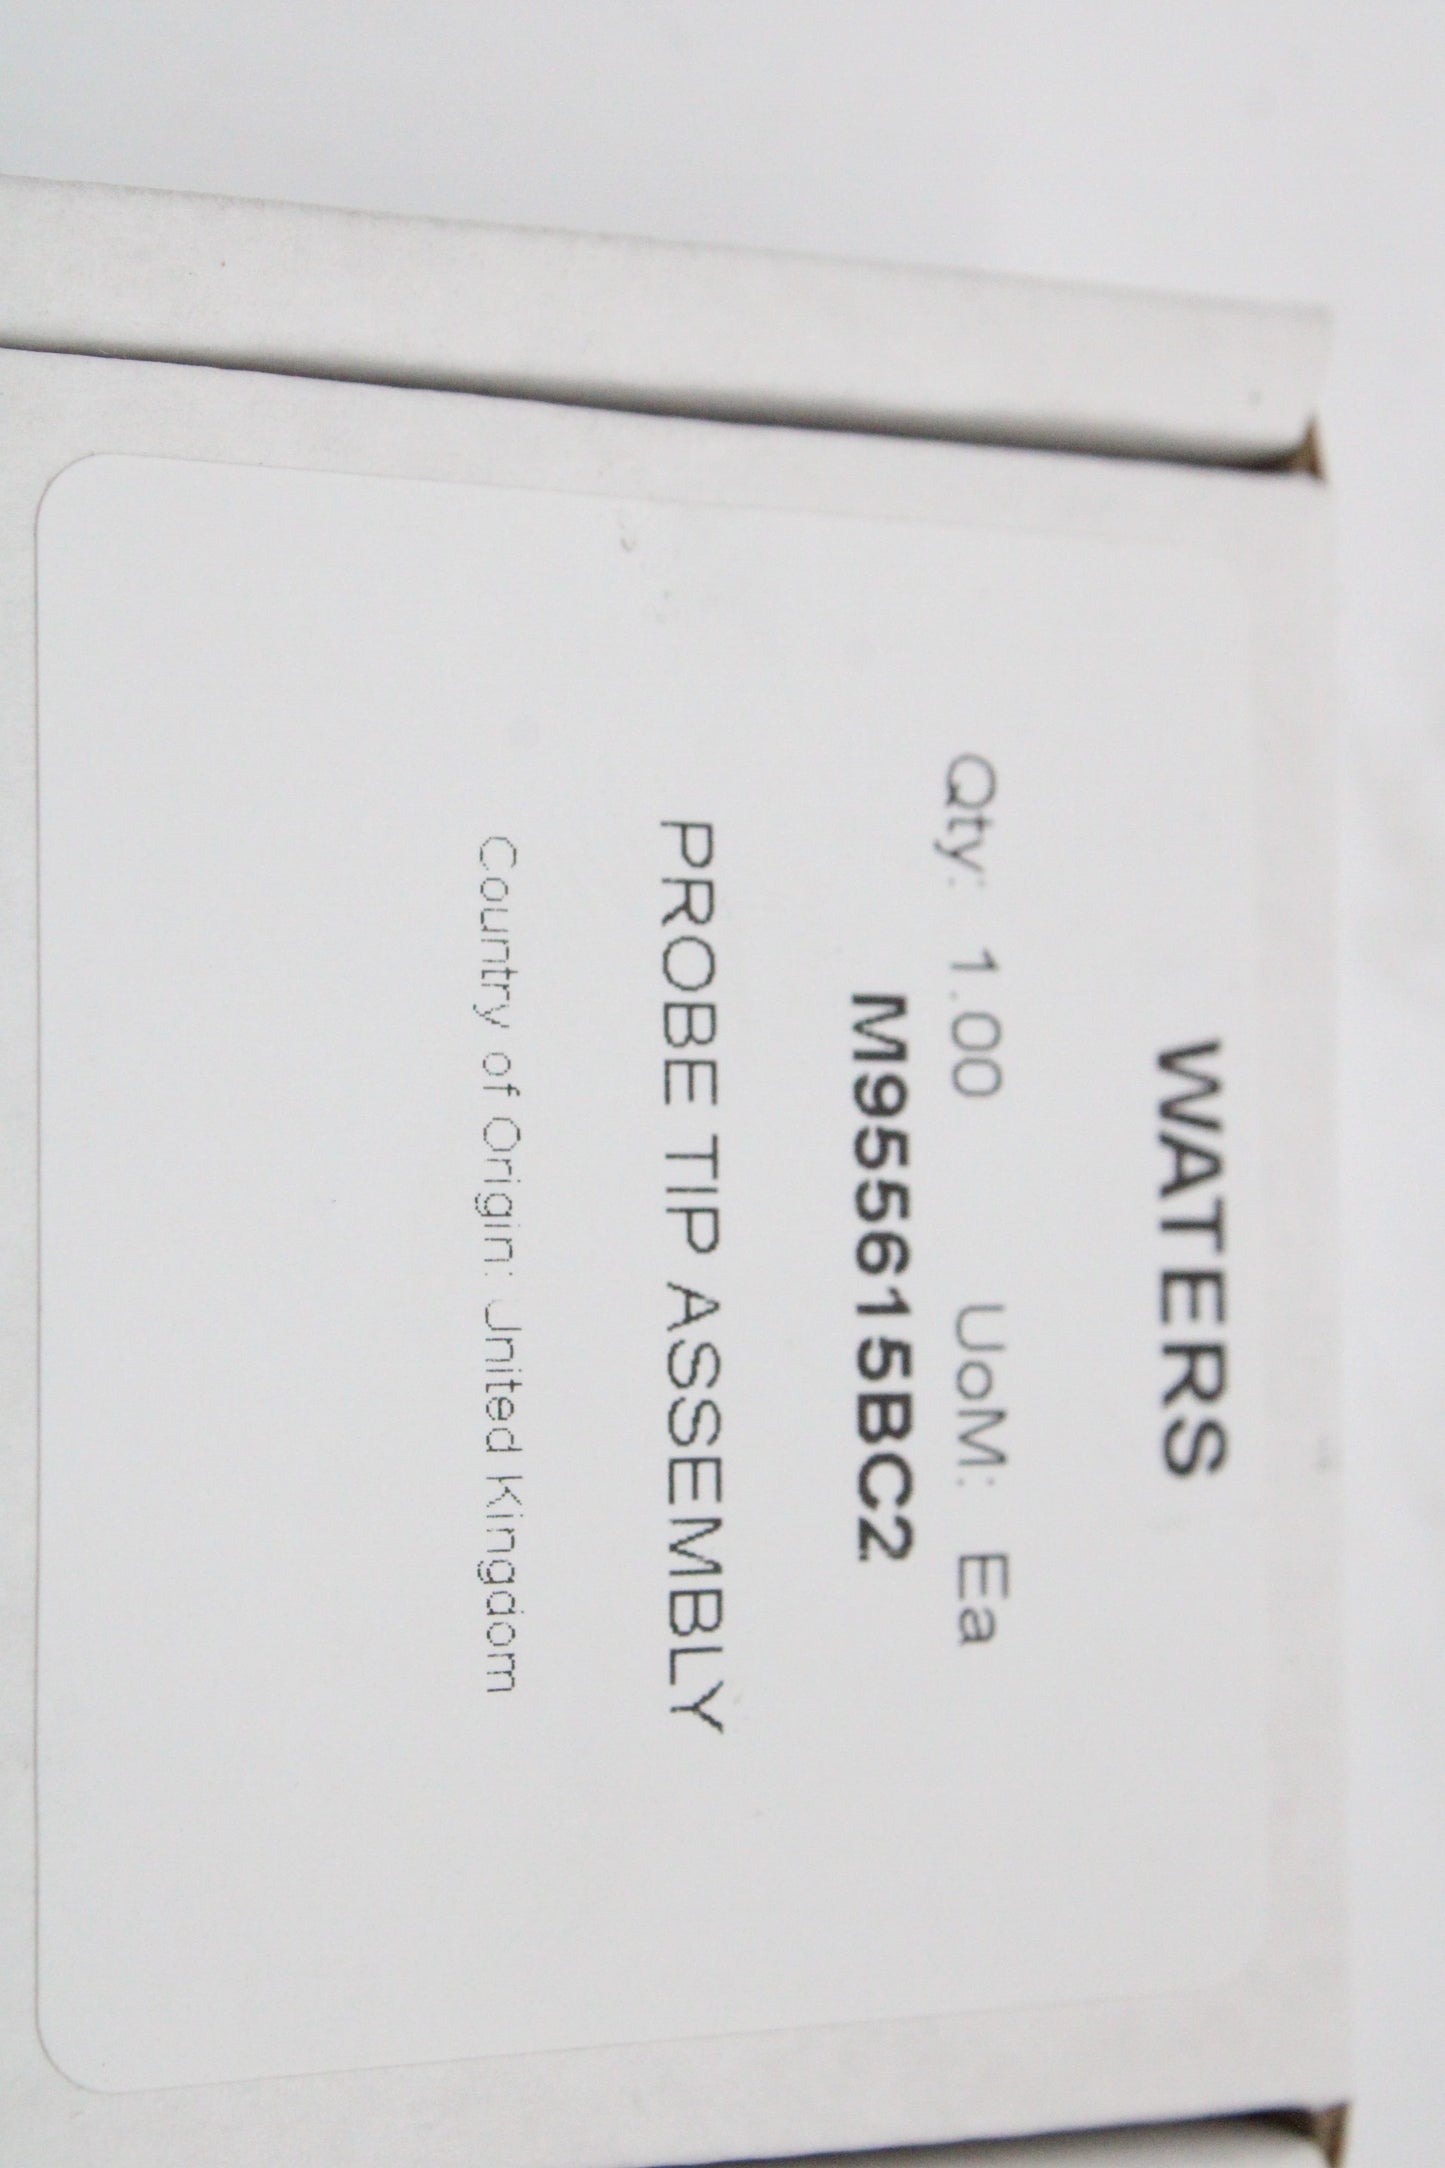 WATERS
Qty: 1.00 UoM: Ea
M955615BC2
PROBE TIP ASSEMBLY
Country of Origin: United Kingdom